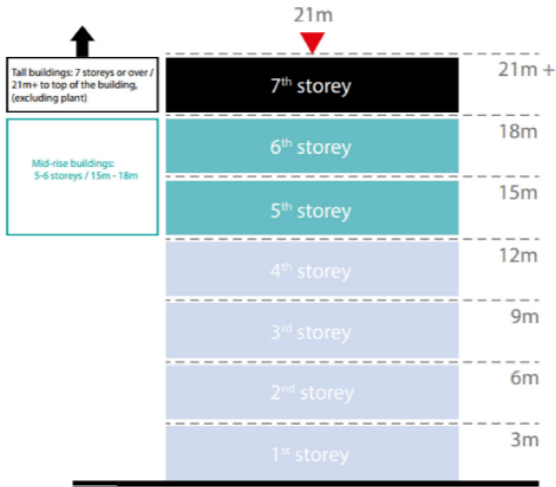 21m
Tall buildings: 7 storeys or over /
21m+ to top of the building,
(excluding plant)
21m +
7th storey
18m
Mid-rise buildings:
5-6 storeys / 15m - 18m
6th storey
15m
5th storey
12m
4th storey
9m
3rd storey
6m
2nd storey
3m
1st storey